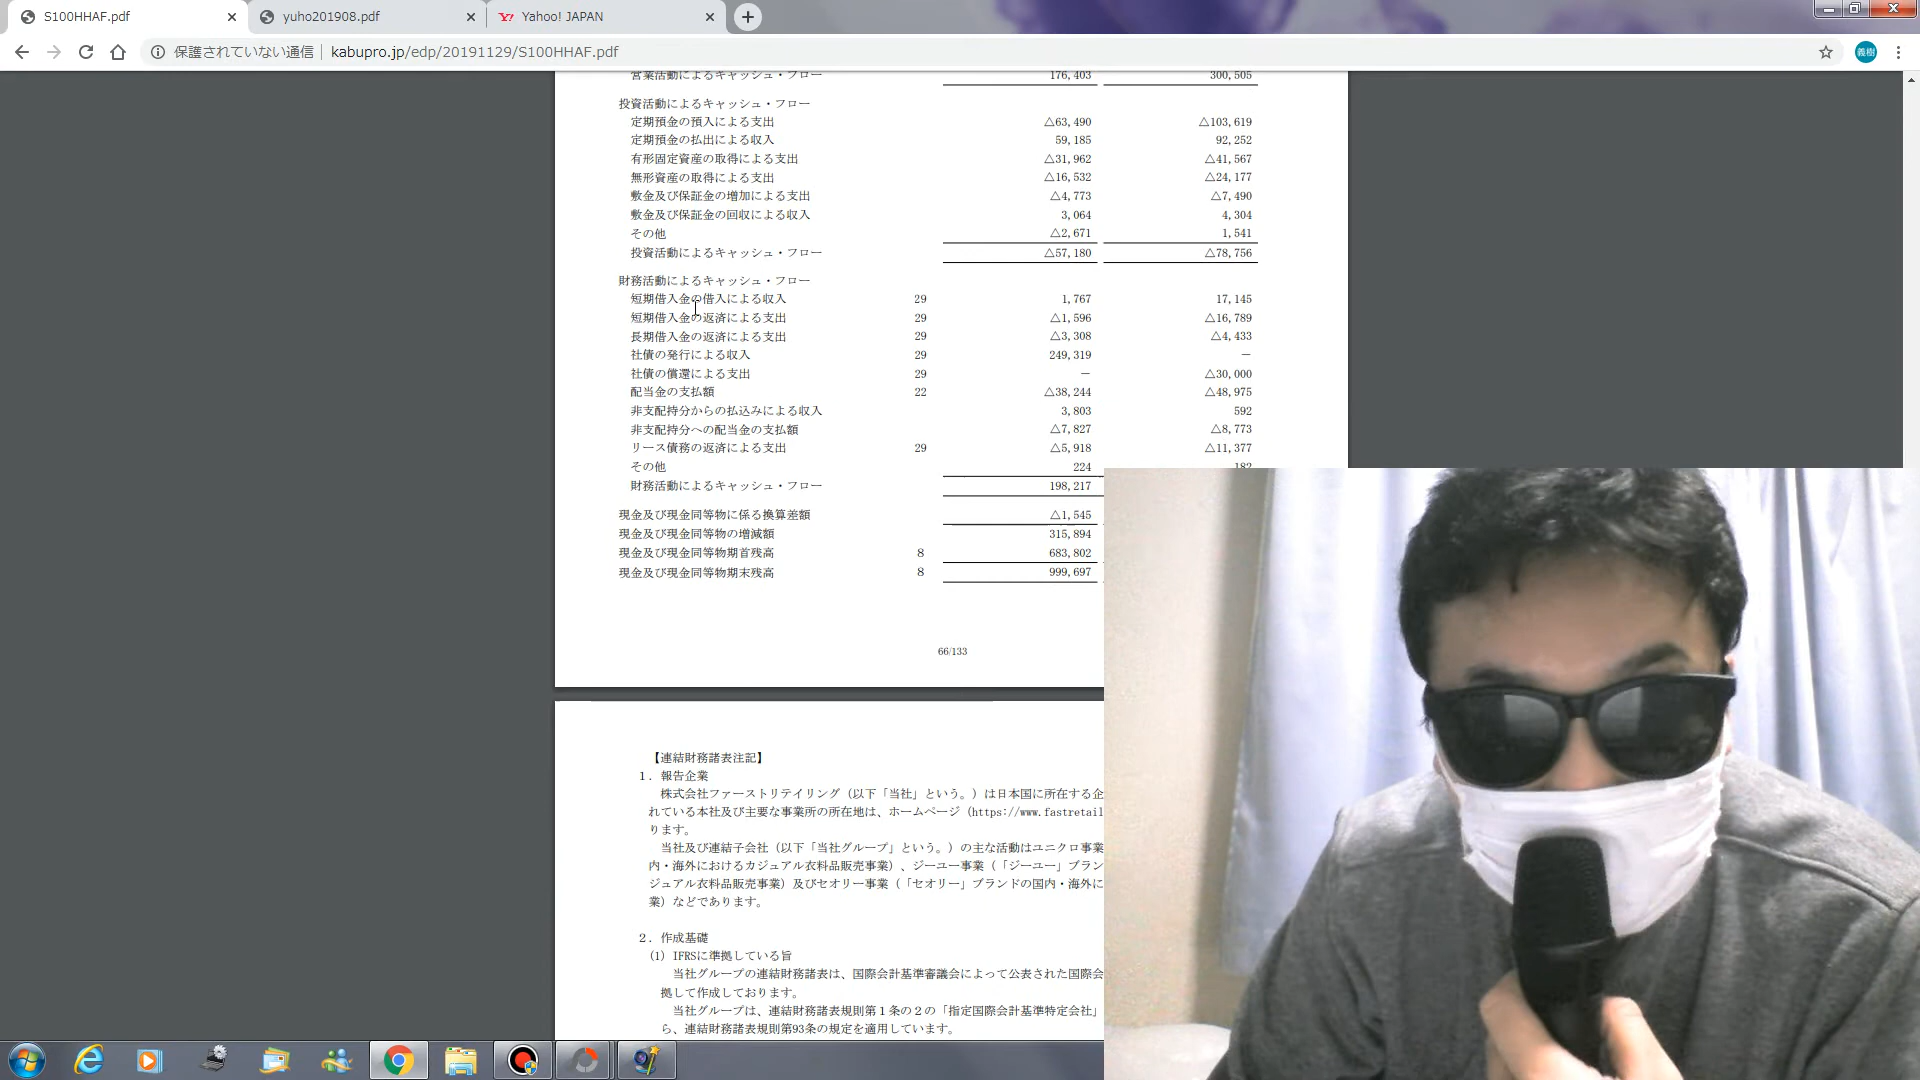 S100HHAF.pdf
yuho201908.pdf
Yahoo! JAPAN
保護されていない通信 | kabupro.jp/edp/20191129/S100HHAF.pdf
義樹
営業活動によるキャッシュ・フロー 176,403 300,505
投資活動によるキャッシュ・フロー
定期預金の預入による支出 △63,490 △103,619
定期預金の払出による収入 59,185 92,252
有形固定資産の取得による支出 △31,962 △41,567
無形資産の取得による支出 △16,532 △24,177
敷金及び保証金の増加による支出 △4,773 △7,490
敷金及び保証金の回収による収入 3,064 4,304
その他 △2,671 1,541
投資活動によるキャッシュ・フロー △57,180 △78,756
財務活動によるキャッシュ・フロー
短期借入金の借入による収入 29 1,767 17,145
短期借入金の返済による支出 29 △1,596 △16,789
長期借入金の返済による支出 29 △3,308 △4,433
社債の発行による収入 29 249,319 －
社債の償還による支出 29 － △30,000
配当金の支払額 22 △38,244 △48,975
非支配持分からの払込みによる収入 3,803 592
非支配持分への配当金の支払額 △7,827 △8,773
リース債務の返済による支出 29 △5,918 △11,377
その他 224 182
財務活動によるキャッシュ・フロー 198,217
現金及び現金同等物に係る換算差額 △1,545
現金及び現金同等物の増減額 315,894
現金及び現金同等物期首残高 8 683,802
現金及び現金同等物期末残高 8 999,697
66/133
【連結財務諸表注記】
１．報告企業
株式会社ファーストリテイリング（以下「当社」という。）は日本国に所在する企
れている本社及び主要な事業所の所在地は、ホームページ（https://www.fastretail
ります。
当社及び連結子会社（以下「当社グループ」という。）の主な活動はユニクロ事業
内・海外におけるカジュアル衣料品販売事業）、ジーユー事業（「ジーユー」ブラン
ジュアル衣料品販売事業）及びセオリー事業（「セオリー」ブランドの国内・海外に
業）などであります。
２．作成基礎
(1) IFRSに準拠している旨
当社グループの連結財務諸表は、国際会計基準審議会によって公表された国際会
拠して作成しております。
当社グループは、連結財務諸表規則第１条の２の「指定国際会計基準特定会社」
ら、連結財務諸表規則第93条の規定を適用しています。